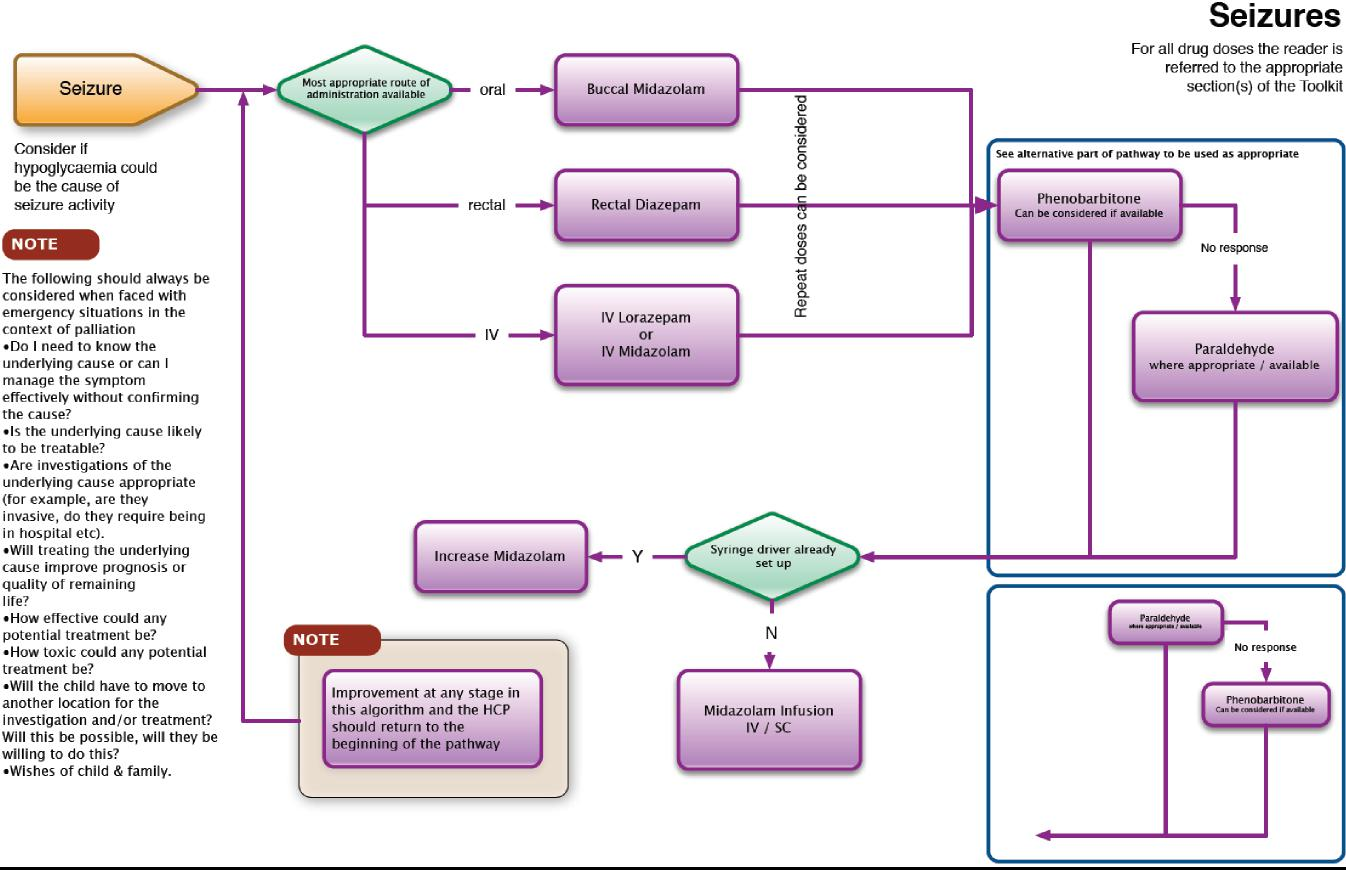 Seizures
For all drug doses the reader is
referred to the appropriate
section(s) of the Toolkit
Seizure
Consider if
hypoglycaemia could
be the cause of
seizure activity
NOTE
The following should always be
considered when faced with
emergency situations in the
context of palliation
•Do I need to know the
underlying cause or can I
manage the symptom
effectively without confirming
the cause?
•Is the underlying cause likely
to be treatable?
•Are investigations of the
underlying cause appropriate
(for example, are they
invasive, do they require being
in hospital etc).
•Will treating the underlying
cause improve prognosis or
quality of remaining
life?
•How effective could any
potential treatment be?
•How toxic could any potential
treatment be?
•Will the child have to move to
another location for the
investigation and/or treatment?
Will this be possible, will they be
willing to do this?
•Wishes of child & family.
Most appropriate route of
administration available
oral
Buccal Midazolam
rectal
Rectal Diazepam
IV
IV Lorazepam
or
IV Midazolam
Repeat doses can be considered
See alternative part of pathway to be used as appropriate
Phenobarbitone
Can be considered if available
No response
Paraldehyde
where appropriate / available
Syringe driver already
set up
Y
Increase Midazolam
N
Midazolam Infusion
IV / SC
NOTE
Improvement at any stage in
this algorithm and the HCP
should return to the
beginning of the pathway
Paraldehyde
where appropriate / available
No response
Phenobarbitone
Can be considered if available